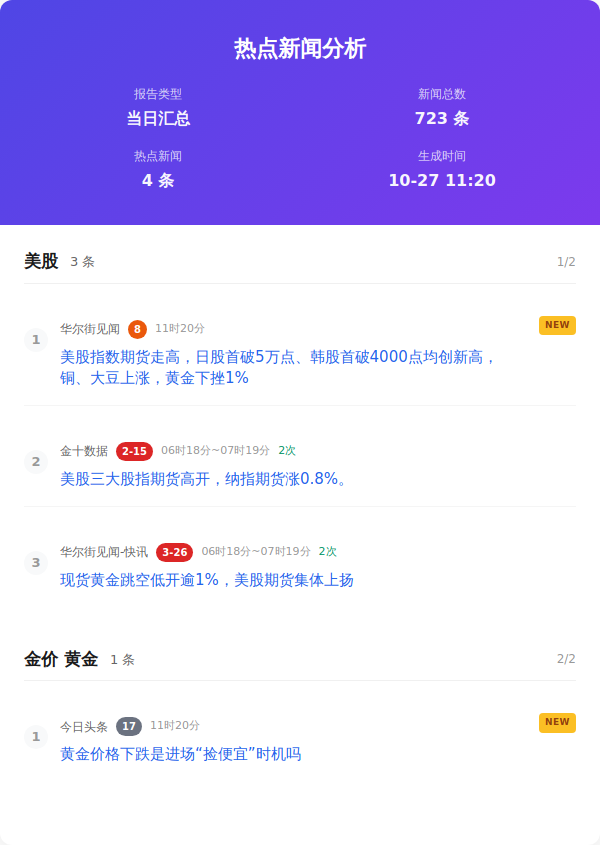 热点新闻分析
报告类型
当日汇总
新闻总数
723 条
热点新闻
4 条
生成时间
10-27 11:20
美股 3 条 1/2
1 华尔街见闻 8 11时20分 NEW
美股指数期货走高，日股首破5万点、韩股首破4000点均创新高，
铜、大豆上涨，黄金下挫1%
2 金十数据 2-15 06时18分~07时19分 2次
美股三大股指期货高开，纳指期货涨0.8%。
3 华尔街见闻-快讯 3-26 06时18分~07时19分 2次
现货黄金跳空低开逾1%，美股期货集体上扬
金价 黄金 1 条 2/2
1 今日头条 17 11时20分 NEW
黄金价格下跌是进场“捡便宜”时机吗